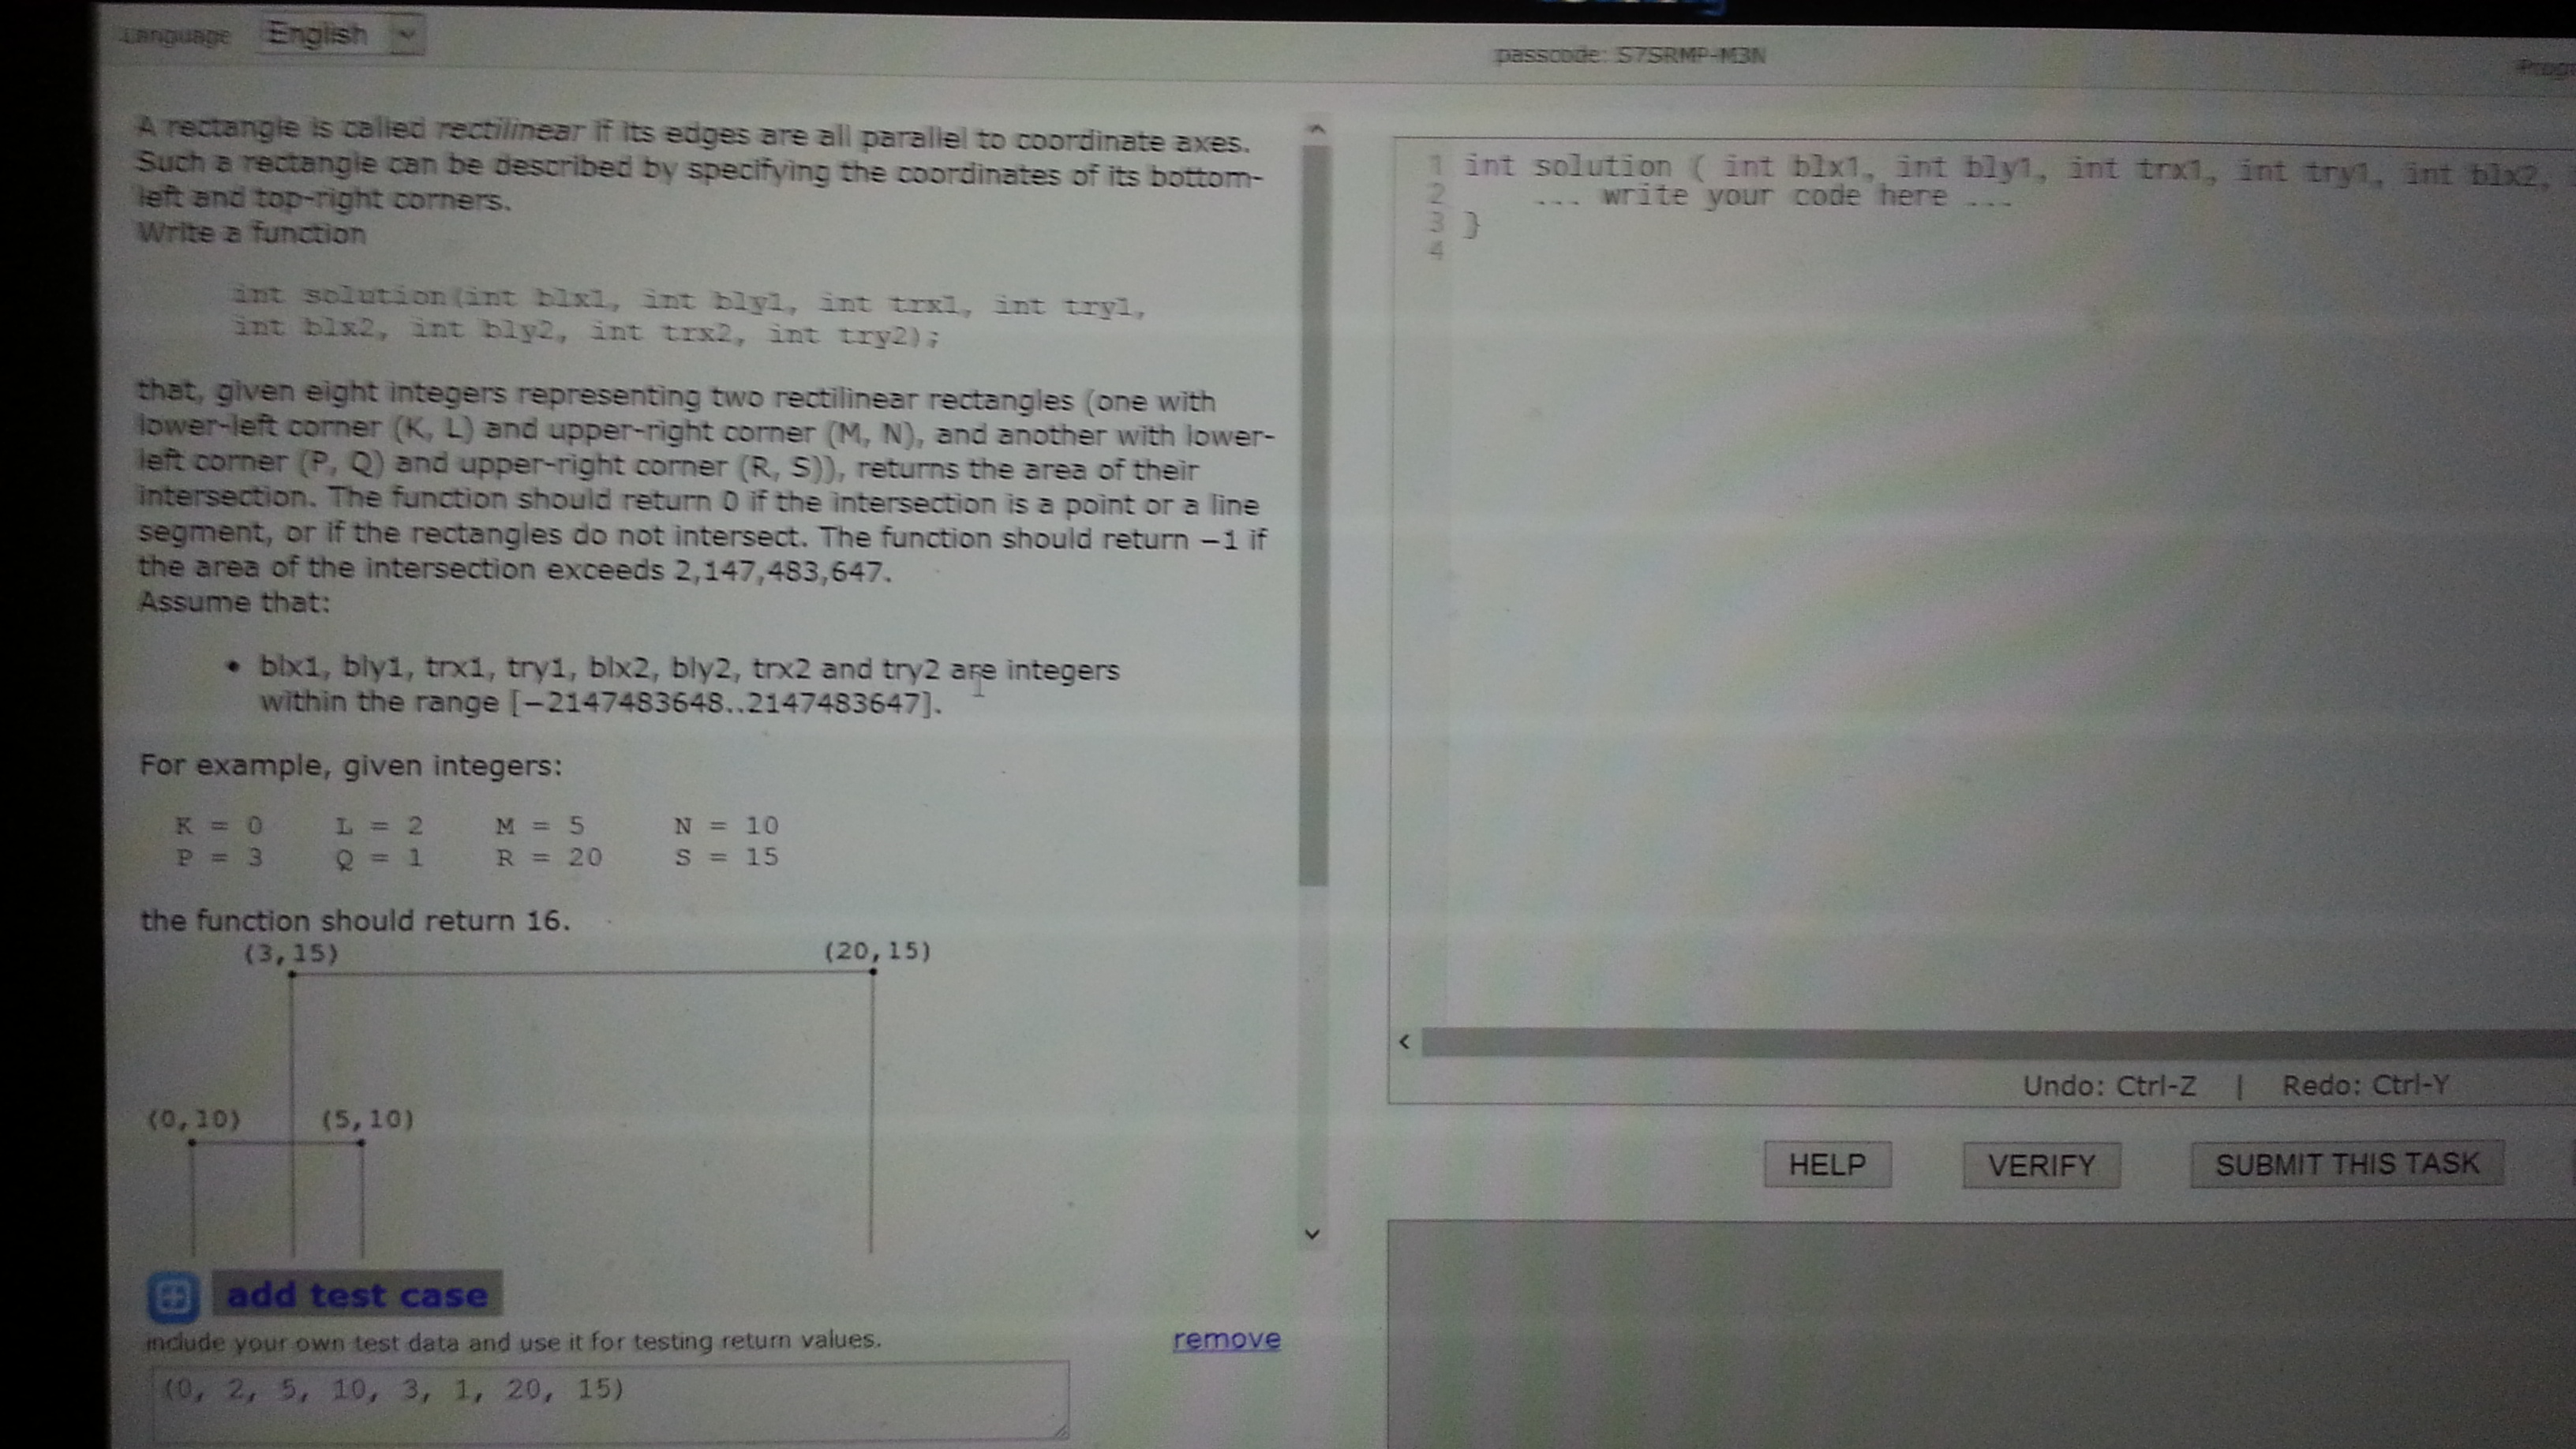 Language English
passcode: S7SRMP-M3N
A rectangle is called rectilinear if its edges are all parallel to coordinate axes.
Such a rectangle can be described by specifying the coordinates of its bottom-
left and top-right corners.
Write a function
int solution(int blx1, int bly1, int trx1, int try1,
int blx2, int bly2, int trx2, int try2);
that, given eight integers representing two rectilinear rectangles (one with
lower-left corner (K, L) and upper-right corner (M, N), and another with lower-
left corner (P, Q) and upper-right corner (R, S)), returns the area of their
intersection. The function should return 0 if the intersection is a point or a line
segment, or if the rectangles do not intersect. The function should return −1 if
the area of the intersection exceeds 2,147,483,647.
Assume that:
• blx1, bly1, trx1, try1, blx2, bly2, trx2 and try2 are integers
within the range [−2147483648..2147483647].
For example, given integers:
K = 0 L = 2 M = 5 N = 10
P = 3 Q = 1 R = 20 S = 15
the function should return 16.
(3,15) (20,15)
(0,10) (5,10)
add test case
include your own test data and use it for testing return values.
remove
(0, 2, 5, 10, 3, 1, 20, 15)
1 int solution ( int blx1, int bly1, int trx1, int try1, int blx2,
2 ... write your code here ...
3 }
4
Undo: Ctrl-Z | Redo: Ctrl-Y
HELP VERIFY SUBMIT THIS TASK